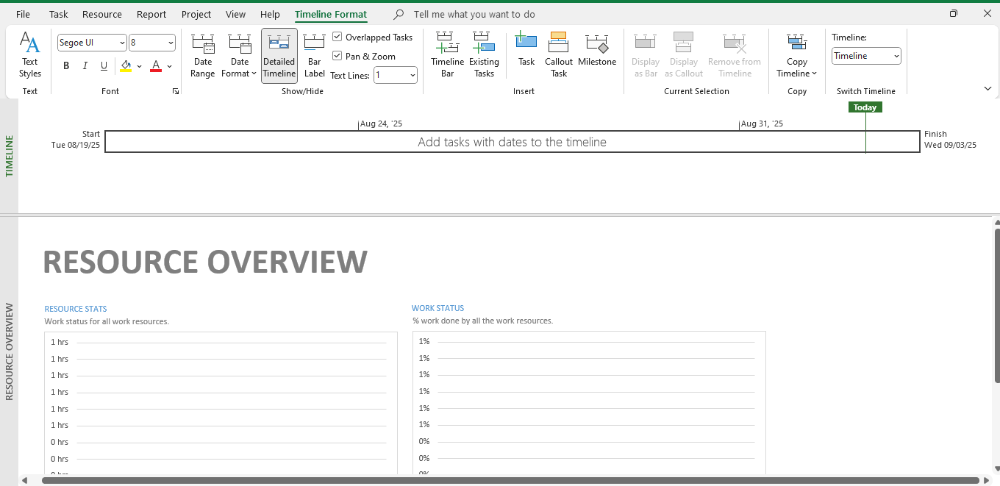 File Task Resource Report Project View Help Timeline Format Tell me what you want to do
Text Styles
Segoe UI 8
B I U A
Date Range
Date Format
Detailed Timeline
Bar Label
Overlapped Tasks
Pan & Zoom
Text Lines: 1
Timeline Bar
Existing Tasks
Task
Callout Task
Milestone
Display as Bar
Display as Callout
Remove from Timeline
Copy Timeline
Timeline:
Timeline
Text Font Show/Hide Insert Current Selection Copy Switch Timeline
TIMELINE
Today
Aug 24, '25 Aug 31, '25
Start
Tue 08/19/25
Add tasks with dates to the timeline
Finish
Wed 09/03/25
RESOURCE OVERVIEW
RESOURCE OVERVIEW
RESOURCE STATS
Work status for all work resources.
1 hrs
1 hrs
1 hrs
1 hrs
1 hrs
1 hrs
0 hrs
0 hrs
0 hrs
WORK STATUS
% work done by all the work resources.
1%
1%
1%
1%
1%
1%
0%
0%
0%